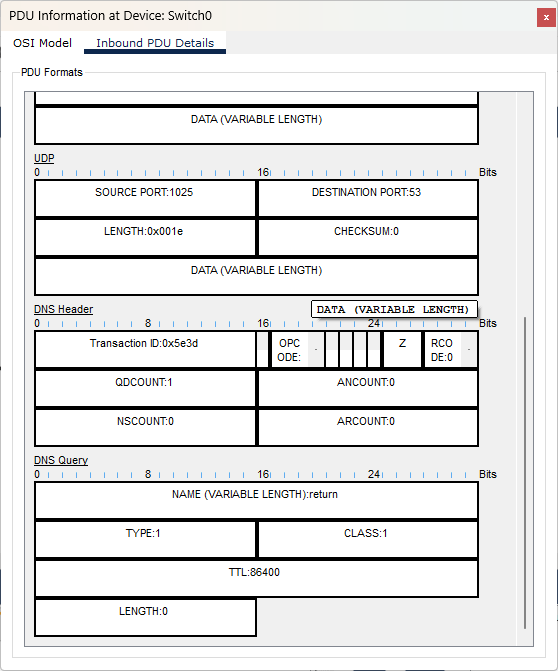 PDU Information at Device: Switch0
x
OSI Model Inbound PDU Details
PDU Formats
DATA (VARIABLE LENGTH)
UDP
0 16 Bits
SOURCE PORT:1025 DESTINATION PORT:53
LENGTH:0x001e CHECKSUM:0
DATA (VARIABLE LENGTH)
DNS Header DATA (VARIABLE LENGTH)
0 8 16 24 Bits
Transaction ID:0x5e3d OPC Z RCO
ODE: DE:0
QDCOUNT:1 ANCOUNT:0
NSCOUNT:0 ARCOUNT:0
DNS Query
0 8 16 24 Bits
NAME (VARIABLE LENGTH):return
TYPE:1 CLASS:1
TTL:86400
LENGTH:0